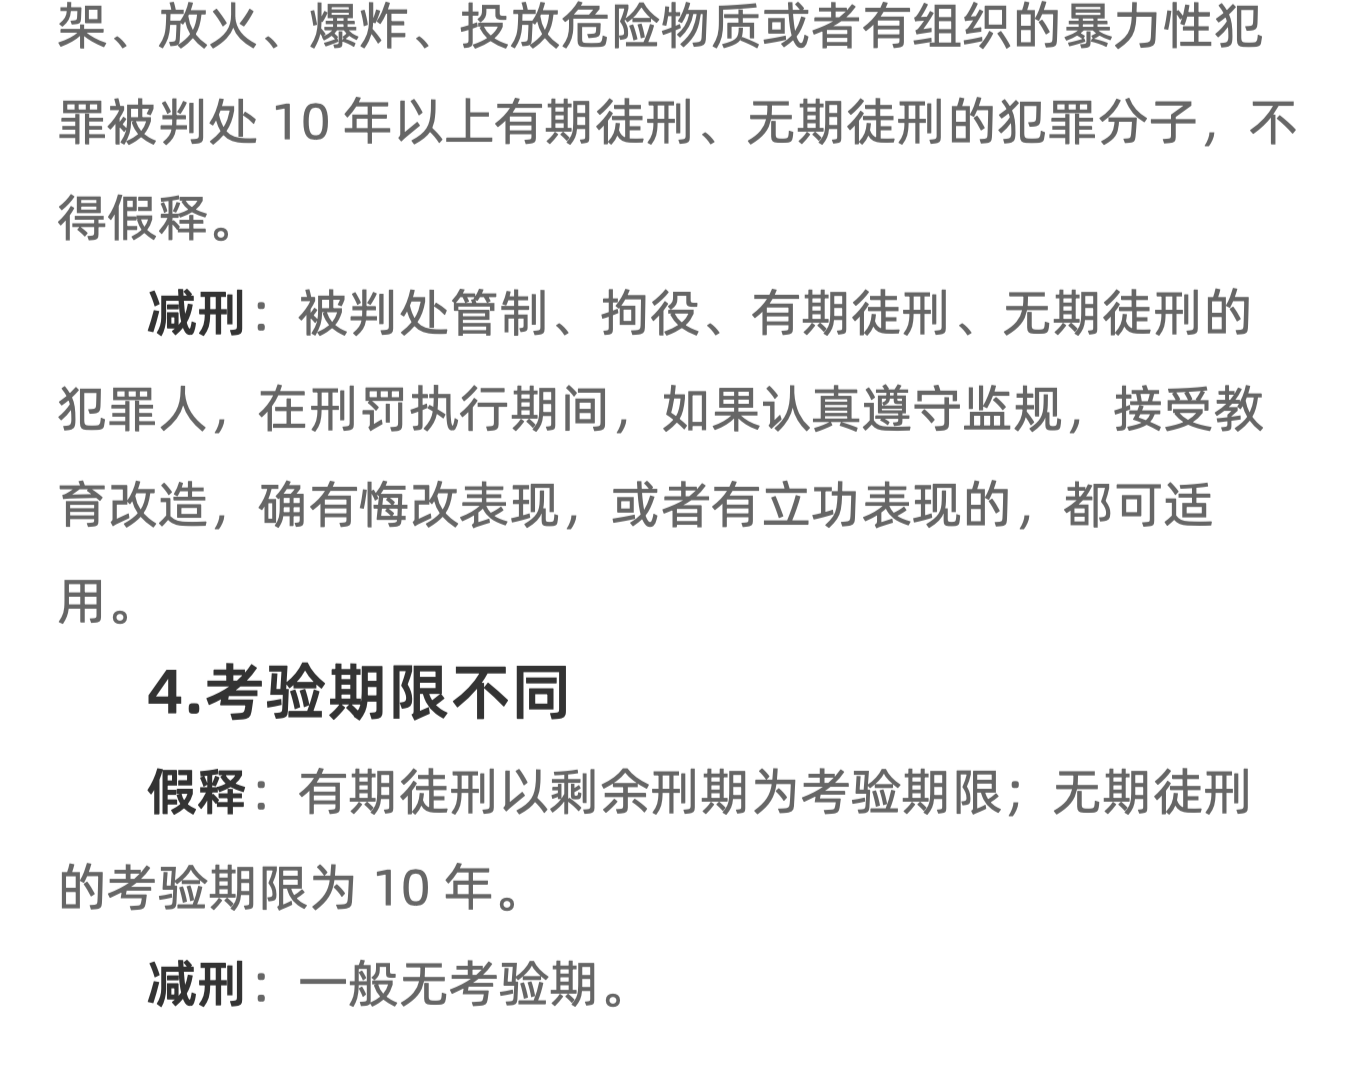 架、放火、爆炸、投放危险物质或者有组织的暴力性犯
罪被判处 10 年以上有期徒刑、无期徒刑的犯罪分子，不
得假释。
减刑：被判处管制、拘役、有期徒刑、无期徒刑的
犯罪人，在刑罚执行期间，如果认真遵守监规，接受教
育改造，确有悔改表现，或者有立功表现的，都可适
用。
4.考验期限不同
假释：有期徒刑以剩余刑期为考验期限；无期徒刑
的考验期限为 10 年。
减刑：一般无考验期。